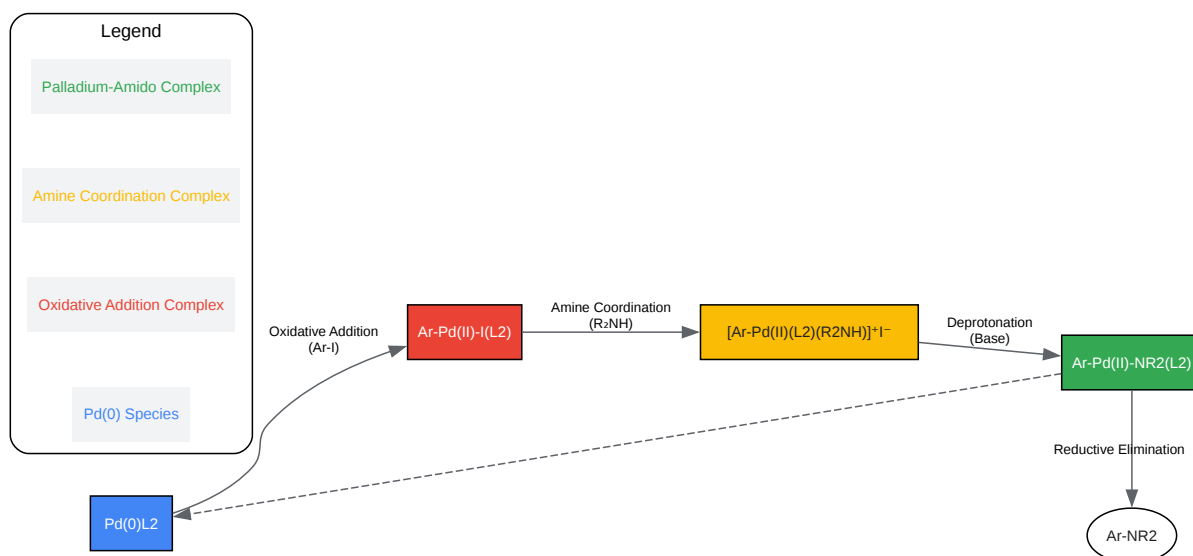 Legend
Palladium-Amido Complex
Amine Coordination Complex
Oxidative Addition Complex
Pd(0) Species
Pd(0)L2
Oxidative Addition
(Ar-I)
Ar-Pd(II)-I(L2)
Amine Coordination
(R₂NH)
[Ar-Pd(II)(L2)(R2NH)]⁺I⁻
Deprotonation
(Base)
Ar-Pd(II)-NR2(L2)
Reductive Elimination
Ar-NR2